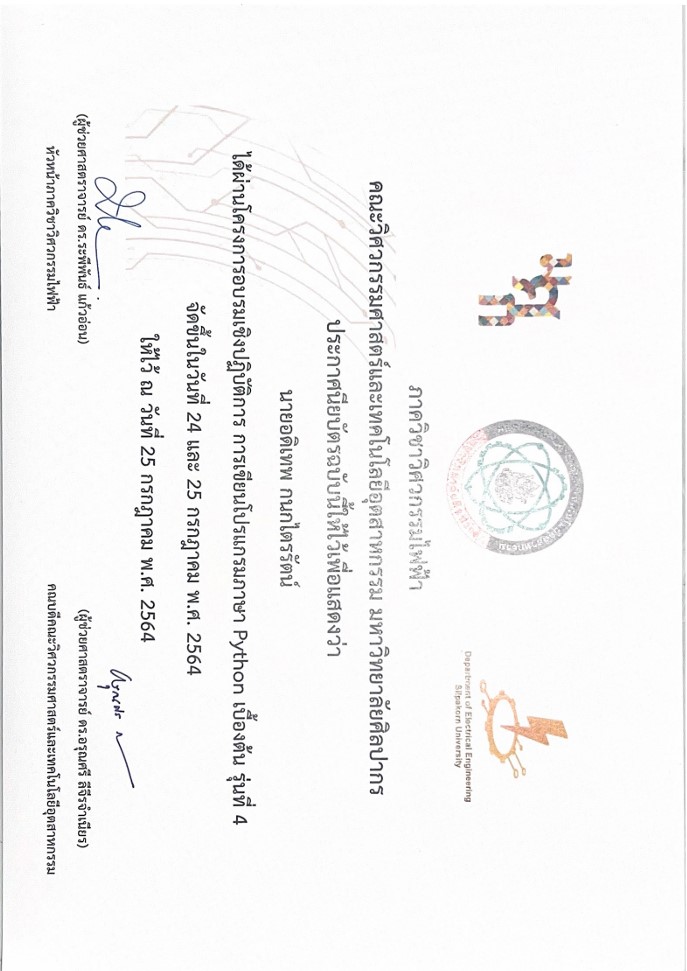 มศก
Department of Electrical Engineering
Silpakorn University
ภาควิชาวิศวกรรมไฟฟ้า
คณะวิศวกรรมศาสตร์และเทคโนโลยีอุตสาหกรรม มหาวิทยาลัยศิลปากร
ประกาศนียบัตรฉบับนี้ให้ไว้เพื่อแสดงว่า
นายอดิเทพ กนกไตรรัตน์
ได้ผ่านโครงการอบรมเชิงปฏิบัติการ การเขียนโปรแกรมภาษา Python เบื้องต้น รุ่นที่ 4
จัดขึ้นในวันที่ 24 และ 25 กรกฎาคม พ.ศ. 2564
ให้ไว้ ณ วันที่ 25 กรกฎาคม พ.ศ. 2564
(ผู้ช่วยศาสตราจารย์ ดร.ระพีพันธ์ แก้วอ่อน)
(ผู้ช่วยศาสตราจารย์ ดร.อรุณศรี ลีจีรจำเนียร)
หัวหน้าภาควิชาวิศวกรรมไฟฟ้า
คณบดีคณะวิศวกรรมศาสตร์และเทคโนโลยีอุตสาหกรรม